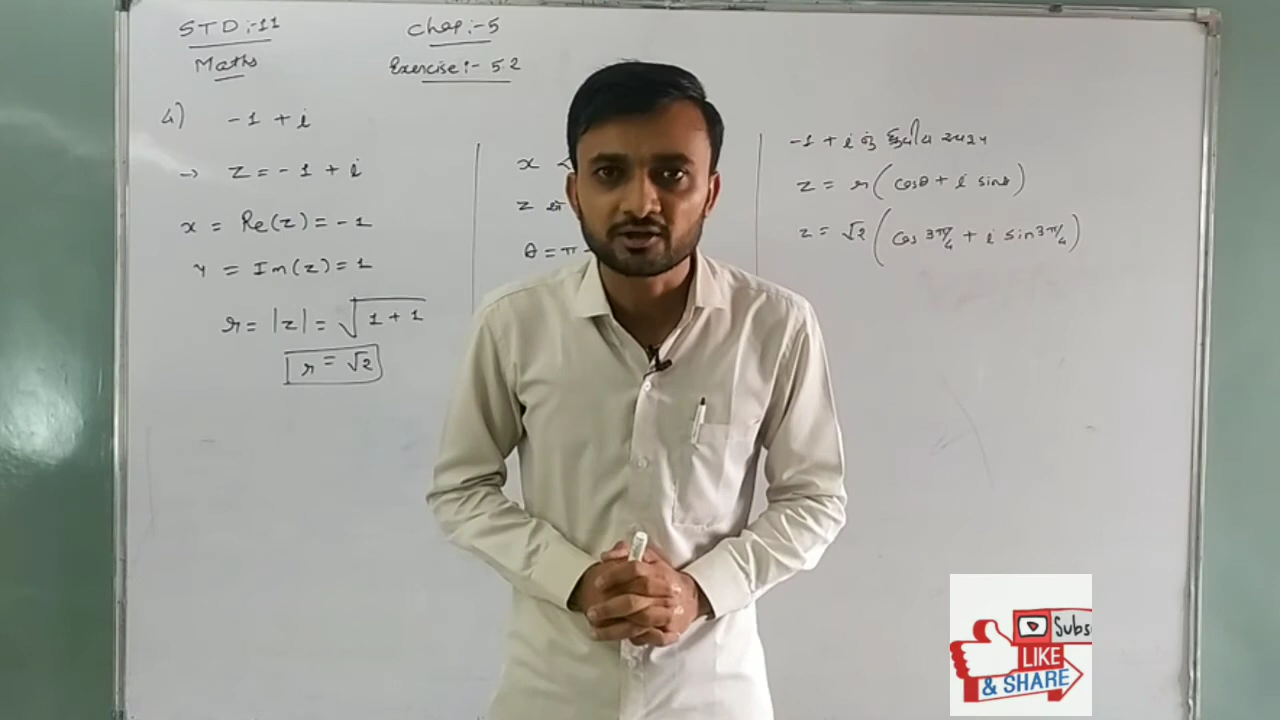 STD:-11
Maths
Chap:-5
Exercise:- 5.2
4) -1 + i
→ z = -1 + i
x = Re(z) = -1
y = Im(z) = 1
r = |z| = √1+1
r = √2
x <
z
θ = π -
-1 + i નું ધ્રુવીય સ્વરૂપ
z = r(cosθ + i sinθ)
z = √2(cos 3π/4 + i sin 3π/4)
Subs
LIKE
& SHARE